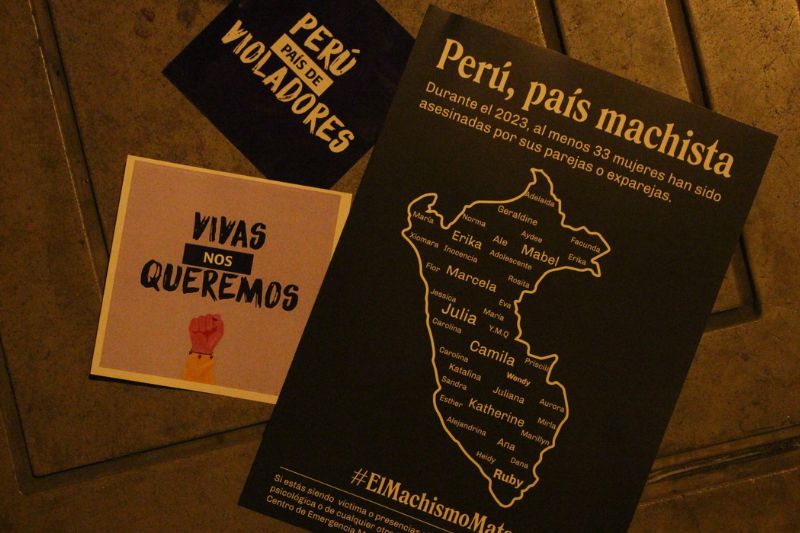 PERÚ
PAÍS DE
VIOLADORES
VIVAS
NOS
QUEREMOS
Perú, país machista
Durante el 2023, al menos 33 mujeres han sido
asesinadas por sus parejas o exparejas.
Adelaida
Geraldine
María
Norma
Aydee
Facunda
Xiomara
Erika
Ale
Mabel
Erika
Inocencia
Adolescente
Flor
Marcela
Rosita
Jessica
Eva
Julia
María
Carolina
Y.M.Q
Carolina
Camila
Priscila
Katalina
Wendy
Sandra
Juliana
Aurora
Esther
Katherine
Mirla
Alejandrina
Ana
Marilyn
Heidy
Dana
Ruby
#ElMachismoMata
Si estás siendo víctima o presencias v
psicológica o de cualquier otro
Centro de Emergencia M